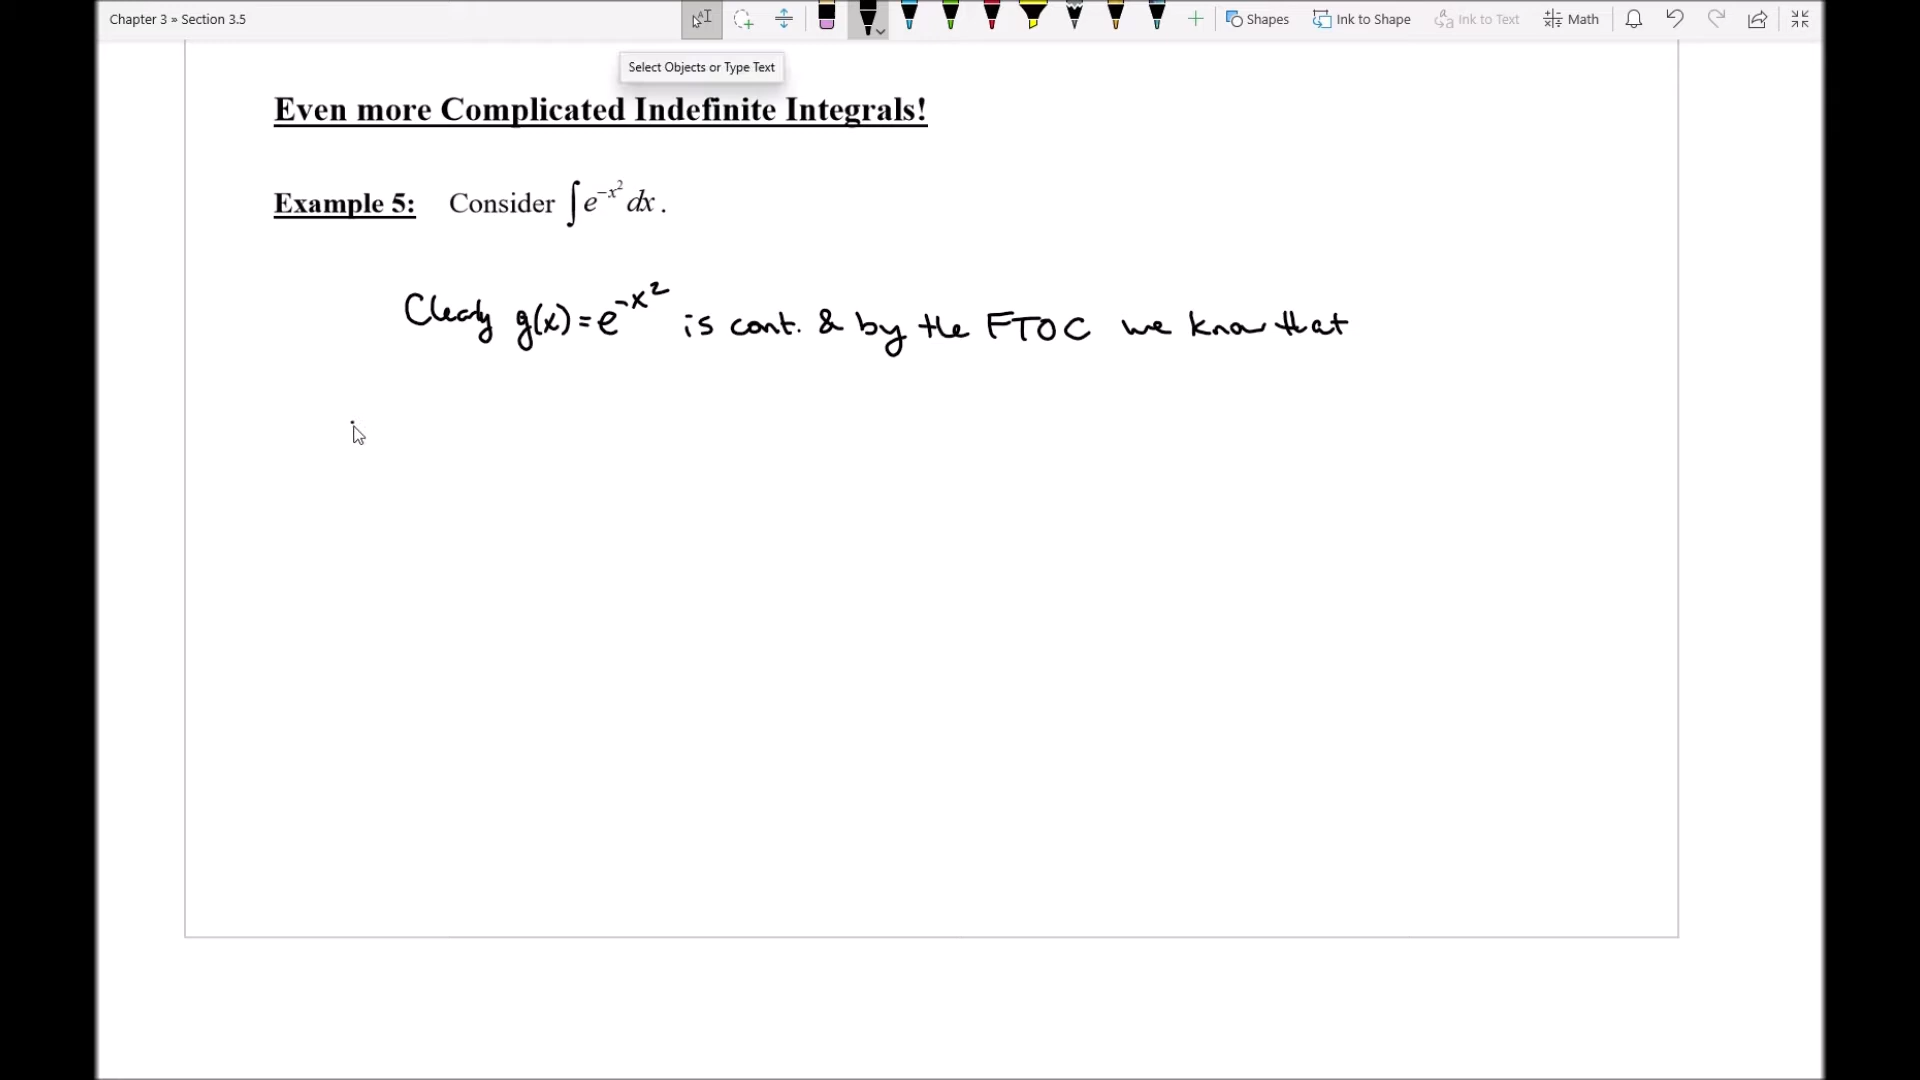 Chapter 3 » Section 3.5
Shapes Ink to Shape Ink to Text Math
Select Objects or Type Text
Even more Complicated Indefinite Integrals!
Example 5: Consider ∫e^{-x^2} dx.
Clearly g(x) = e^{-x^2} is cont. & by the FTOC we know that